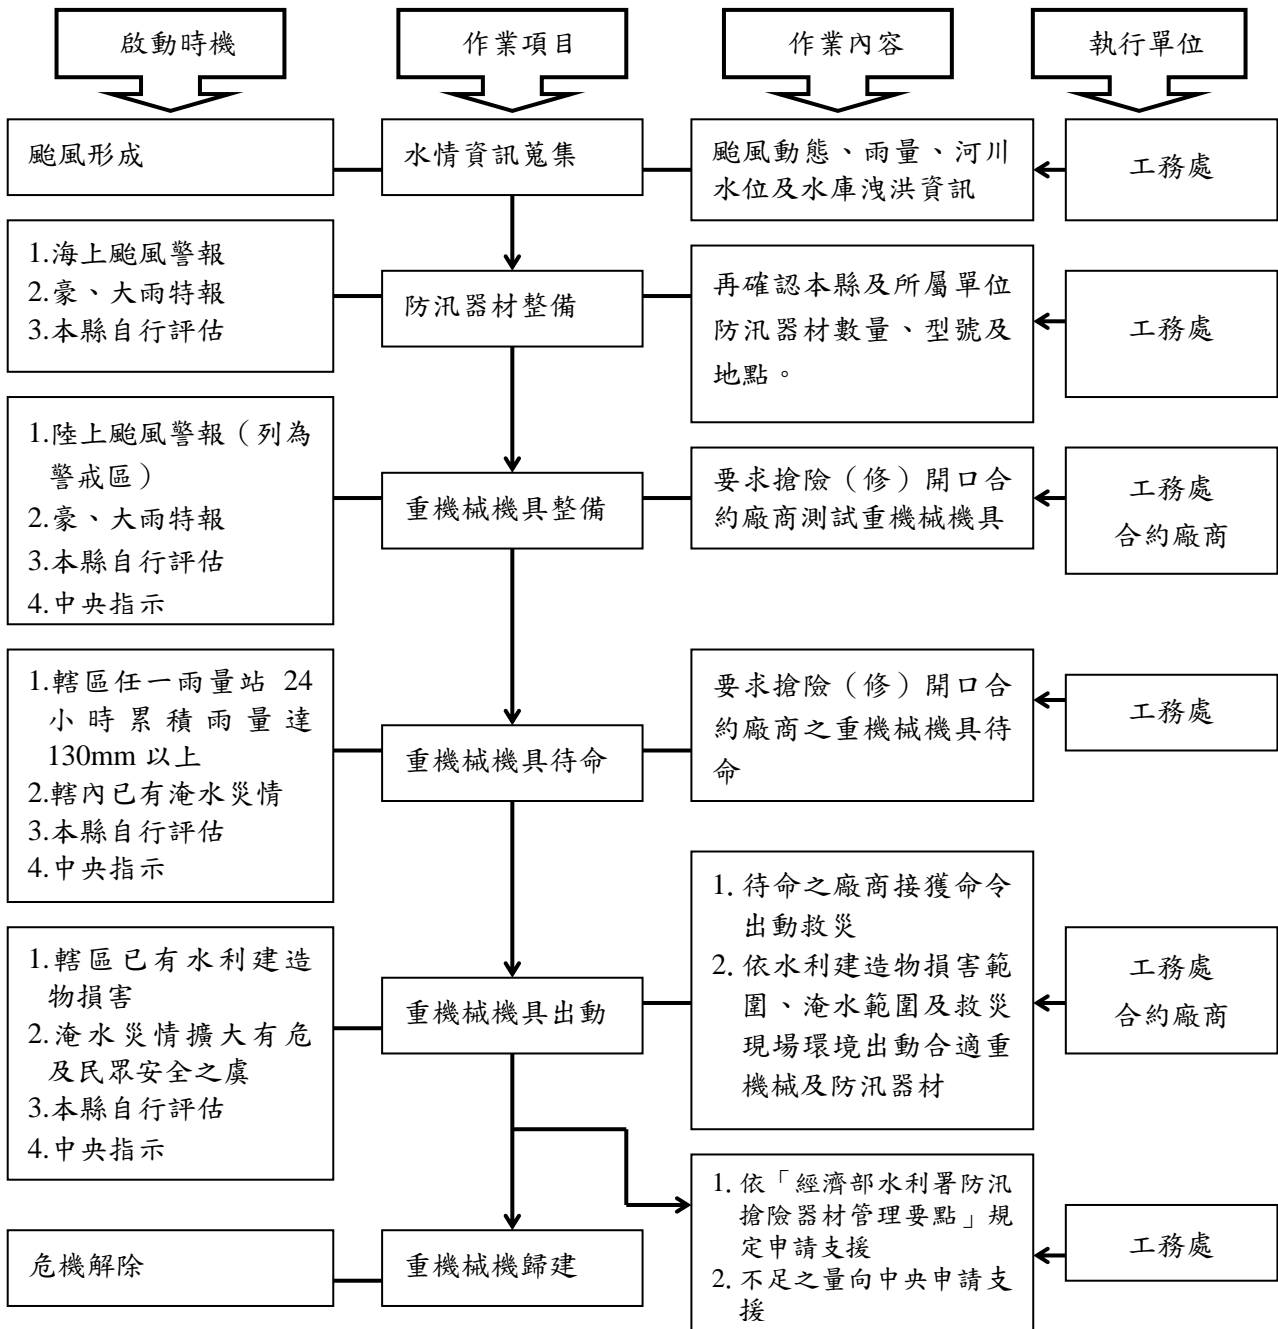 啟動時機
作業項目
作業內容
執行單位
颱風形成
水情資訊蒐集
颱風動態、雨量、河川
水位及水庫洩洪資訊
工務處
1.海上颱風警報
2.豪、大雨特報
3.本縣自行評估
防汛器材整備
再確認本縣及所屬單位
防汛器材數量、型號及
地點。
工務處
1.陸上颱風警報（列為
警戒區）
2.豪、大雨特報
3.本縣自行評估
4.中央指示
重機械機具整備
要求搶險（修）開口合
約廠商測試重機械機具
工務處
合約廠商
1.轄區任一雨量站 24
小時累積雨量達
130mm 以上
2.轄內已有淹水災情
3.本縣自行評估
4.中央指示
重機械機具待命
要求搶險（修）開口合
約廠商之重機械機具待
命
工務處
1.轄區已有水利建造
物損害
2.淹水災情擴大有危
及民眾安全之虞
3.本縣自行評估
4.中央指示
重機械機具出動
1. 待命之廠商接獲命令
出動救災
2. 依水利建造物損害範
圍、淹水範圍及救災
現場環境出動合適重
機械及防汛器材
工務處
合約廠商
危機解除
重機械機歸建
1. 依「經濟部水利署防汛
搶險器材管理要點」規
定申請支援
2. 不足之量向中央申請支
援
工務處